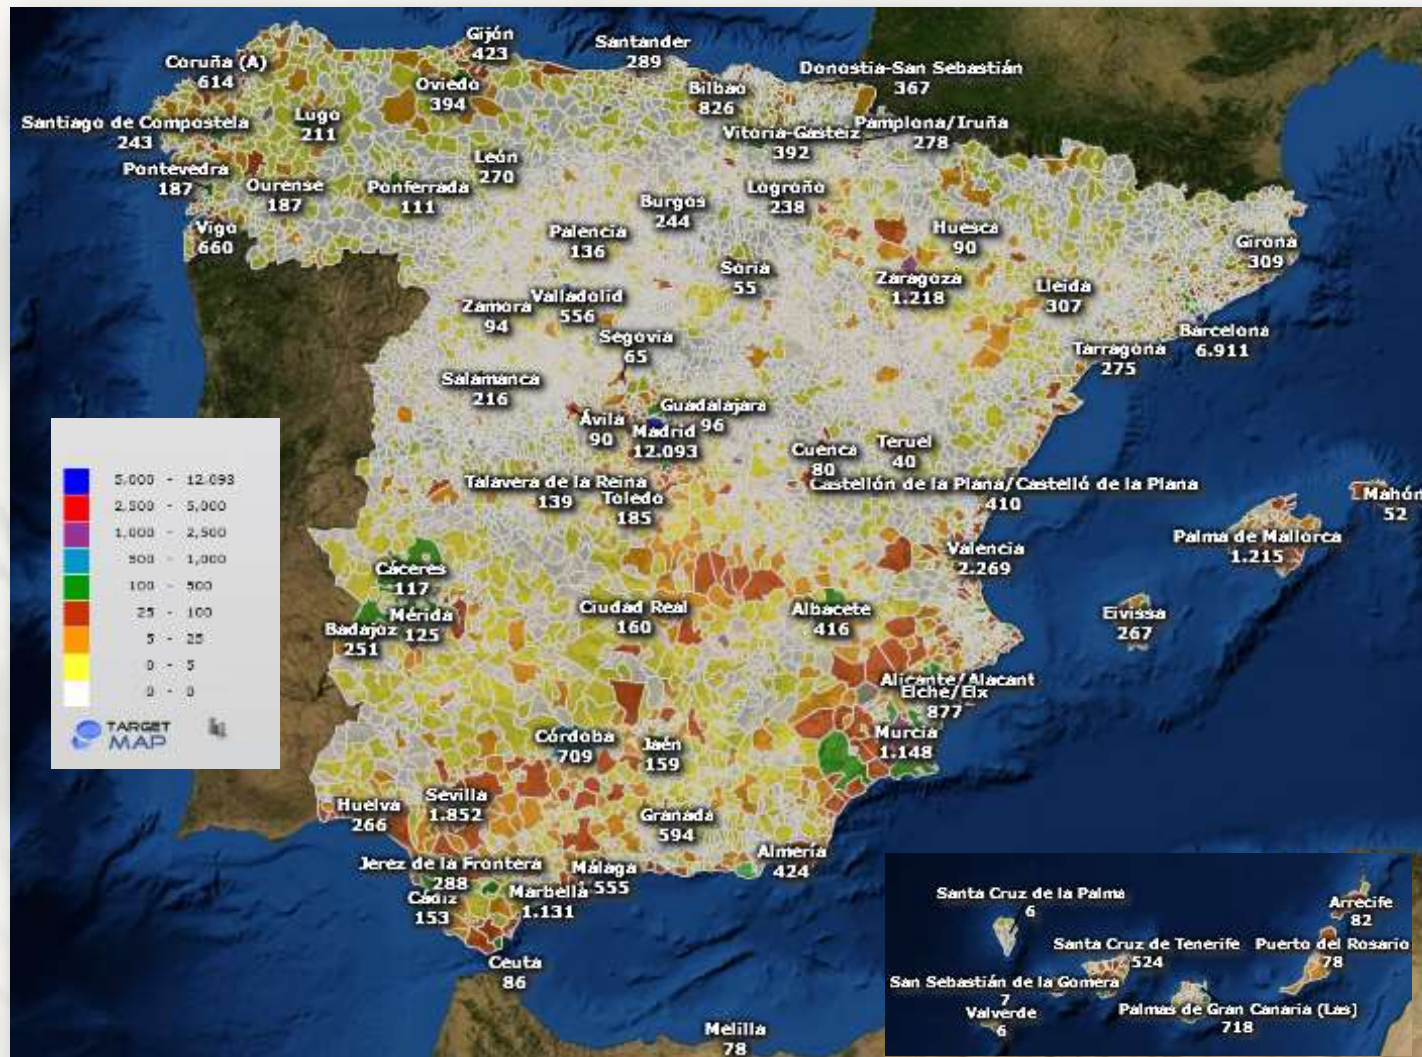 Gijón
423
Santander
289
Coruña (A)
614
Oviedo
394
Bilbao
826
Donostia-San Sebastián
367
Lugo
211
Santiago de Compostela
243
Vitoria-Gasteiz
392
Pamplona/Iruña
278
Pontevedra
187
Ourense
187
Ponferrada
111
León
270
Logroño
238
Burgos
244
Vigo
660
Palencia
136
Huesca
90
Girona
309
Soria
55
Zaragoza
1.218
Lleida
307
Zamora
94
Valladolid
556
Segovia
65
Barcelona
6.911
Tarragona
275
Salamanca
216
Ávila
90
Guadalajara
96
Madrid
12.093
Cuenca
80
Teruel
40
Talavera de la Reina
139
Toledo
185
Castellón de la Plana/Castelló de la Plana
410
Mahón
52
Palma de Mallorca
1.215
Valencia
2.269
Cáceres
117
Mérida
125
Badajoz
251
Ciudad Real
160
Albacete
416
Eivissa
267
Alicante/Alacant
Elche/Elx
877
Murcia
1.148
Córdoba
709
Jaén
159
Huelva
266
Sevilla
1.852
Granada
594
Almería
424
Jerez de la Frontera
288
Málaga
555
Cádiz
153
Marbella
1.131
Ceuta
86
Melilla
78
5,000 - 12,093
2,500 - 5,000
1,000 - 2,500
500 - 1,000
100 - 500
25 - 100
5 - 25
0 - 5
0 - 0
TARGET
MAP
Santa Cruz de la Palma
6
Arrecife
82
Santa Cruz de Tenerife
524
Puerto del Rosario
78
San Sebastián de la Gomera
7
Valverde
6
Palmas de Gran Canaria (Las)
718